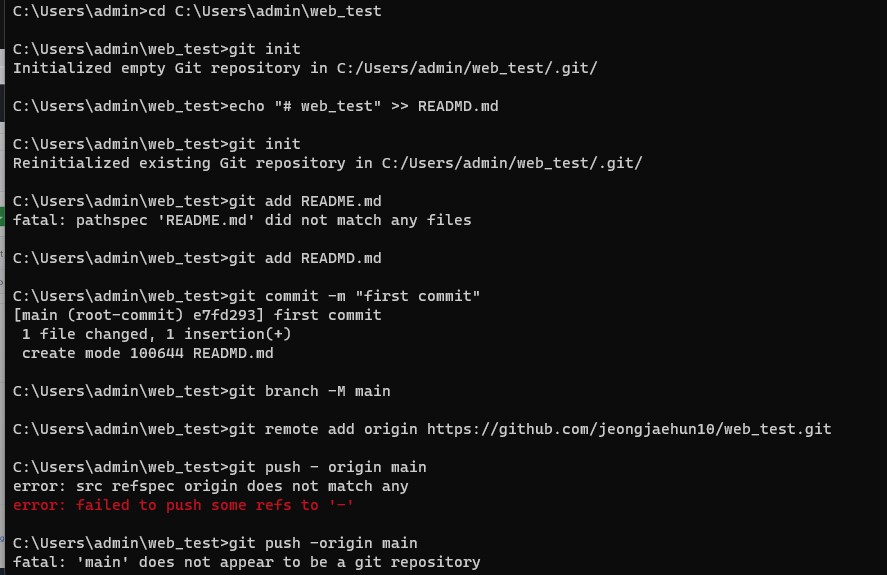 C:\Users\admin>cd C:\Users\admin\web_test
C:\Users\admin\web_test>git init
Initialized empty Git repository in C:/Users/admin/web_test/.git/
C:\Users\admin\web_test>echo "# web_test" >> READMD.md
C:\Users\admin\web_test>git init
Reinitialized existing Git repository in C:/Users/admin/web_test/.git/
C:\Users\admin\web_test>git add README.md
fatal: pathspec 'README.md' did not match any files
C:\Users\admin\web_test>git add READMD.md
C:\Users\admin\web_test>git commit -m "first commit"
[main (root-commit) e7fd293] first commit
 1 file changed, 1 insertion(+)
 create mode 100644 READMD.md
C:\Users\admin\web_test>git branch -M main
C:\Users\admin\web_test>git remote add origin https://github.com/jeongjaehun10/web_test.git
C:\Users\admin\web_test>git push - origin main
error: src refspec origin does not match any
error: failed to push some refs to '-'
C:\Users\admin\web_test>git push -origin main
fatal: 'main' does not appear to be a git repository